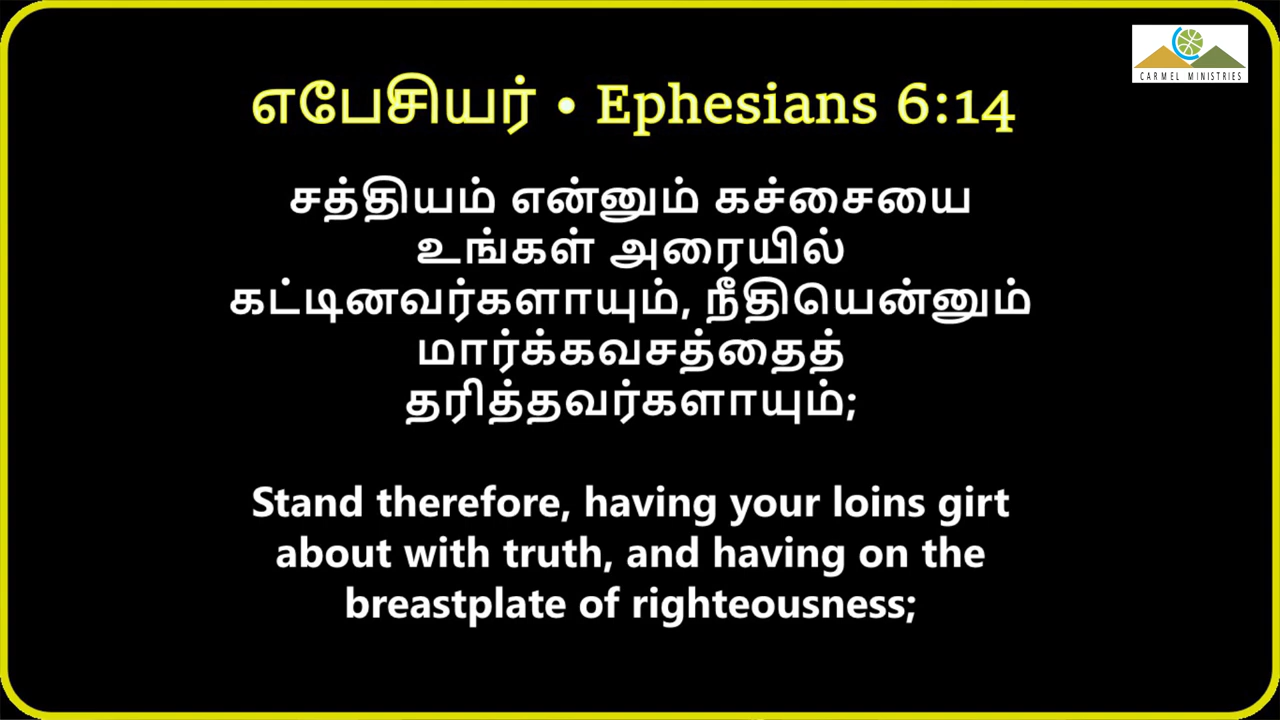 CARMEL MINISTRIES
எபேசியர் • Ephesians 6:14
சத்தியம் என்னும் கச்சையை
உங்கள் அரையில்
கட்டினவர்களாயும், நீதியென்னும்
மார்க்கவசத்தைத்
தரித்தவர்களாயும்;
Stand therefore, having your loins girt
about with truth, and having on the
breastplate of righteousness;